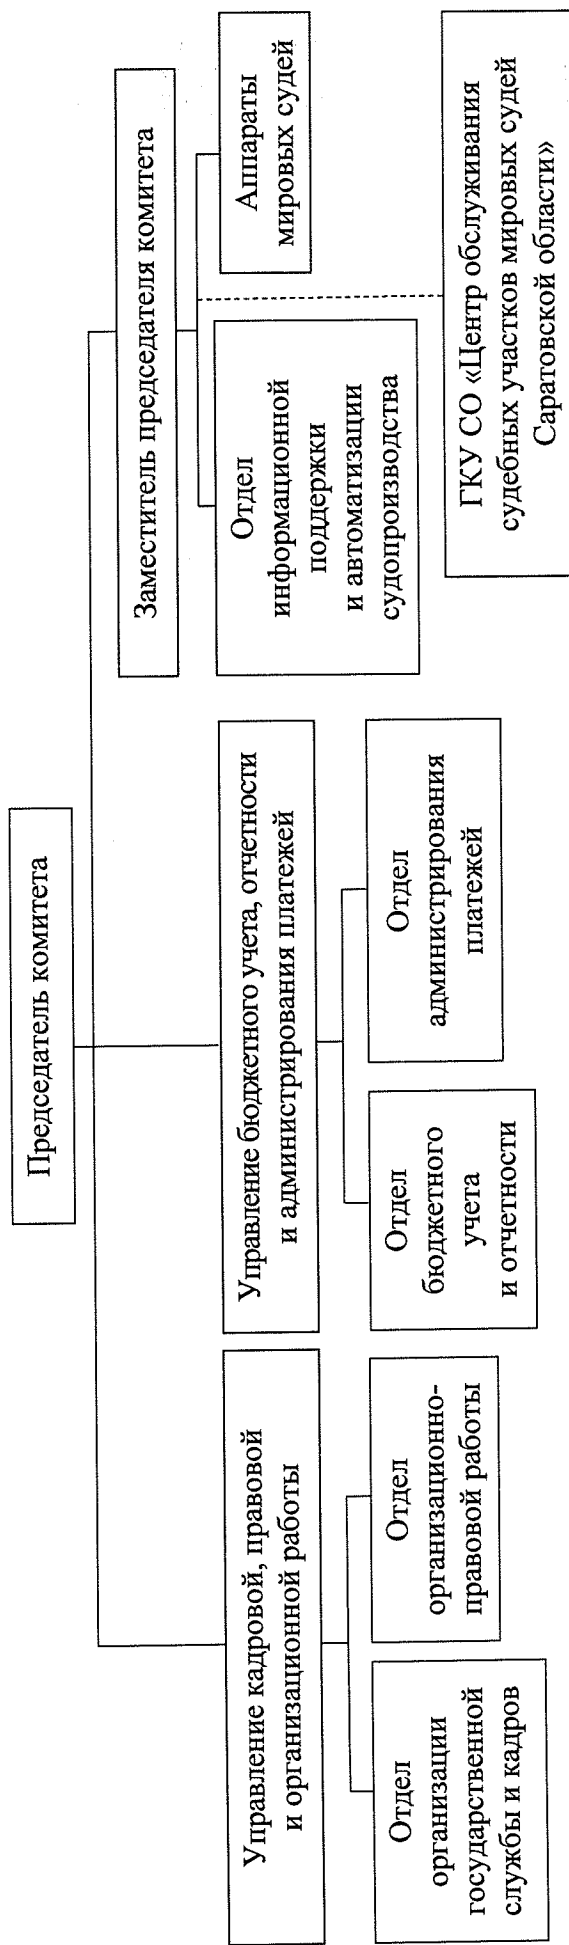 Председатель комитета
Управление кадровой, правовой
и организационной работы
Управление бюджетного учета, отчетности
и администрирования платежей
Заместитель председателя комитета
Отдел
организации
государственной
службы и кадров
Отдел
организационно-
правовой работы
Отдел
бюджетного
учета
и отчетности
Отдел
администрирования
платежей
Отдел
информационной
поддержки
и автоматизации
судопроизводства
Аппараты
мировых судей
ГКУ СО «Центр обслуживания
судебных участков мировых судей
Саратовской области»